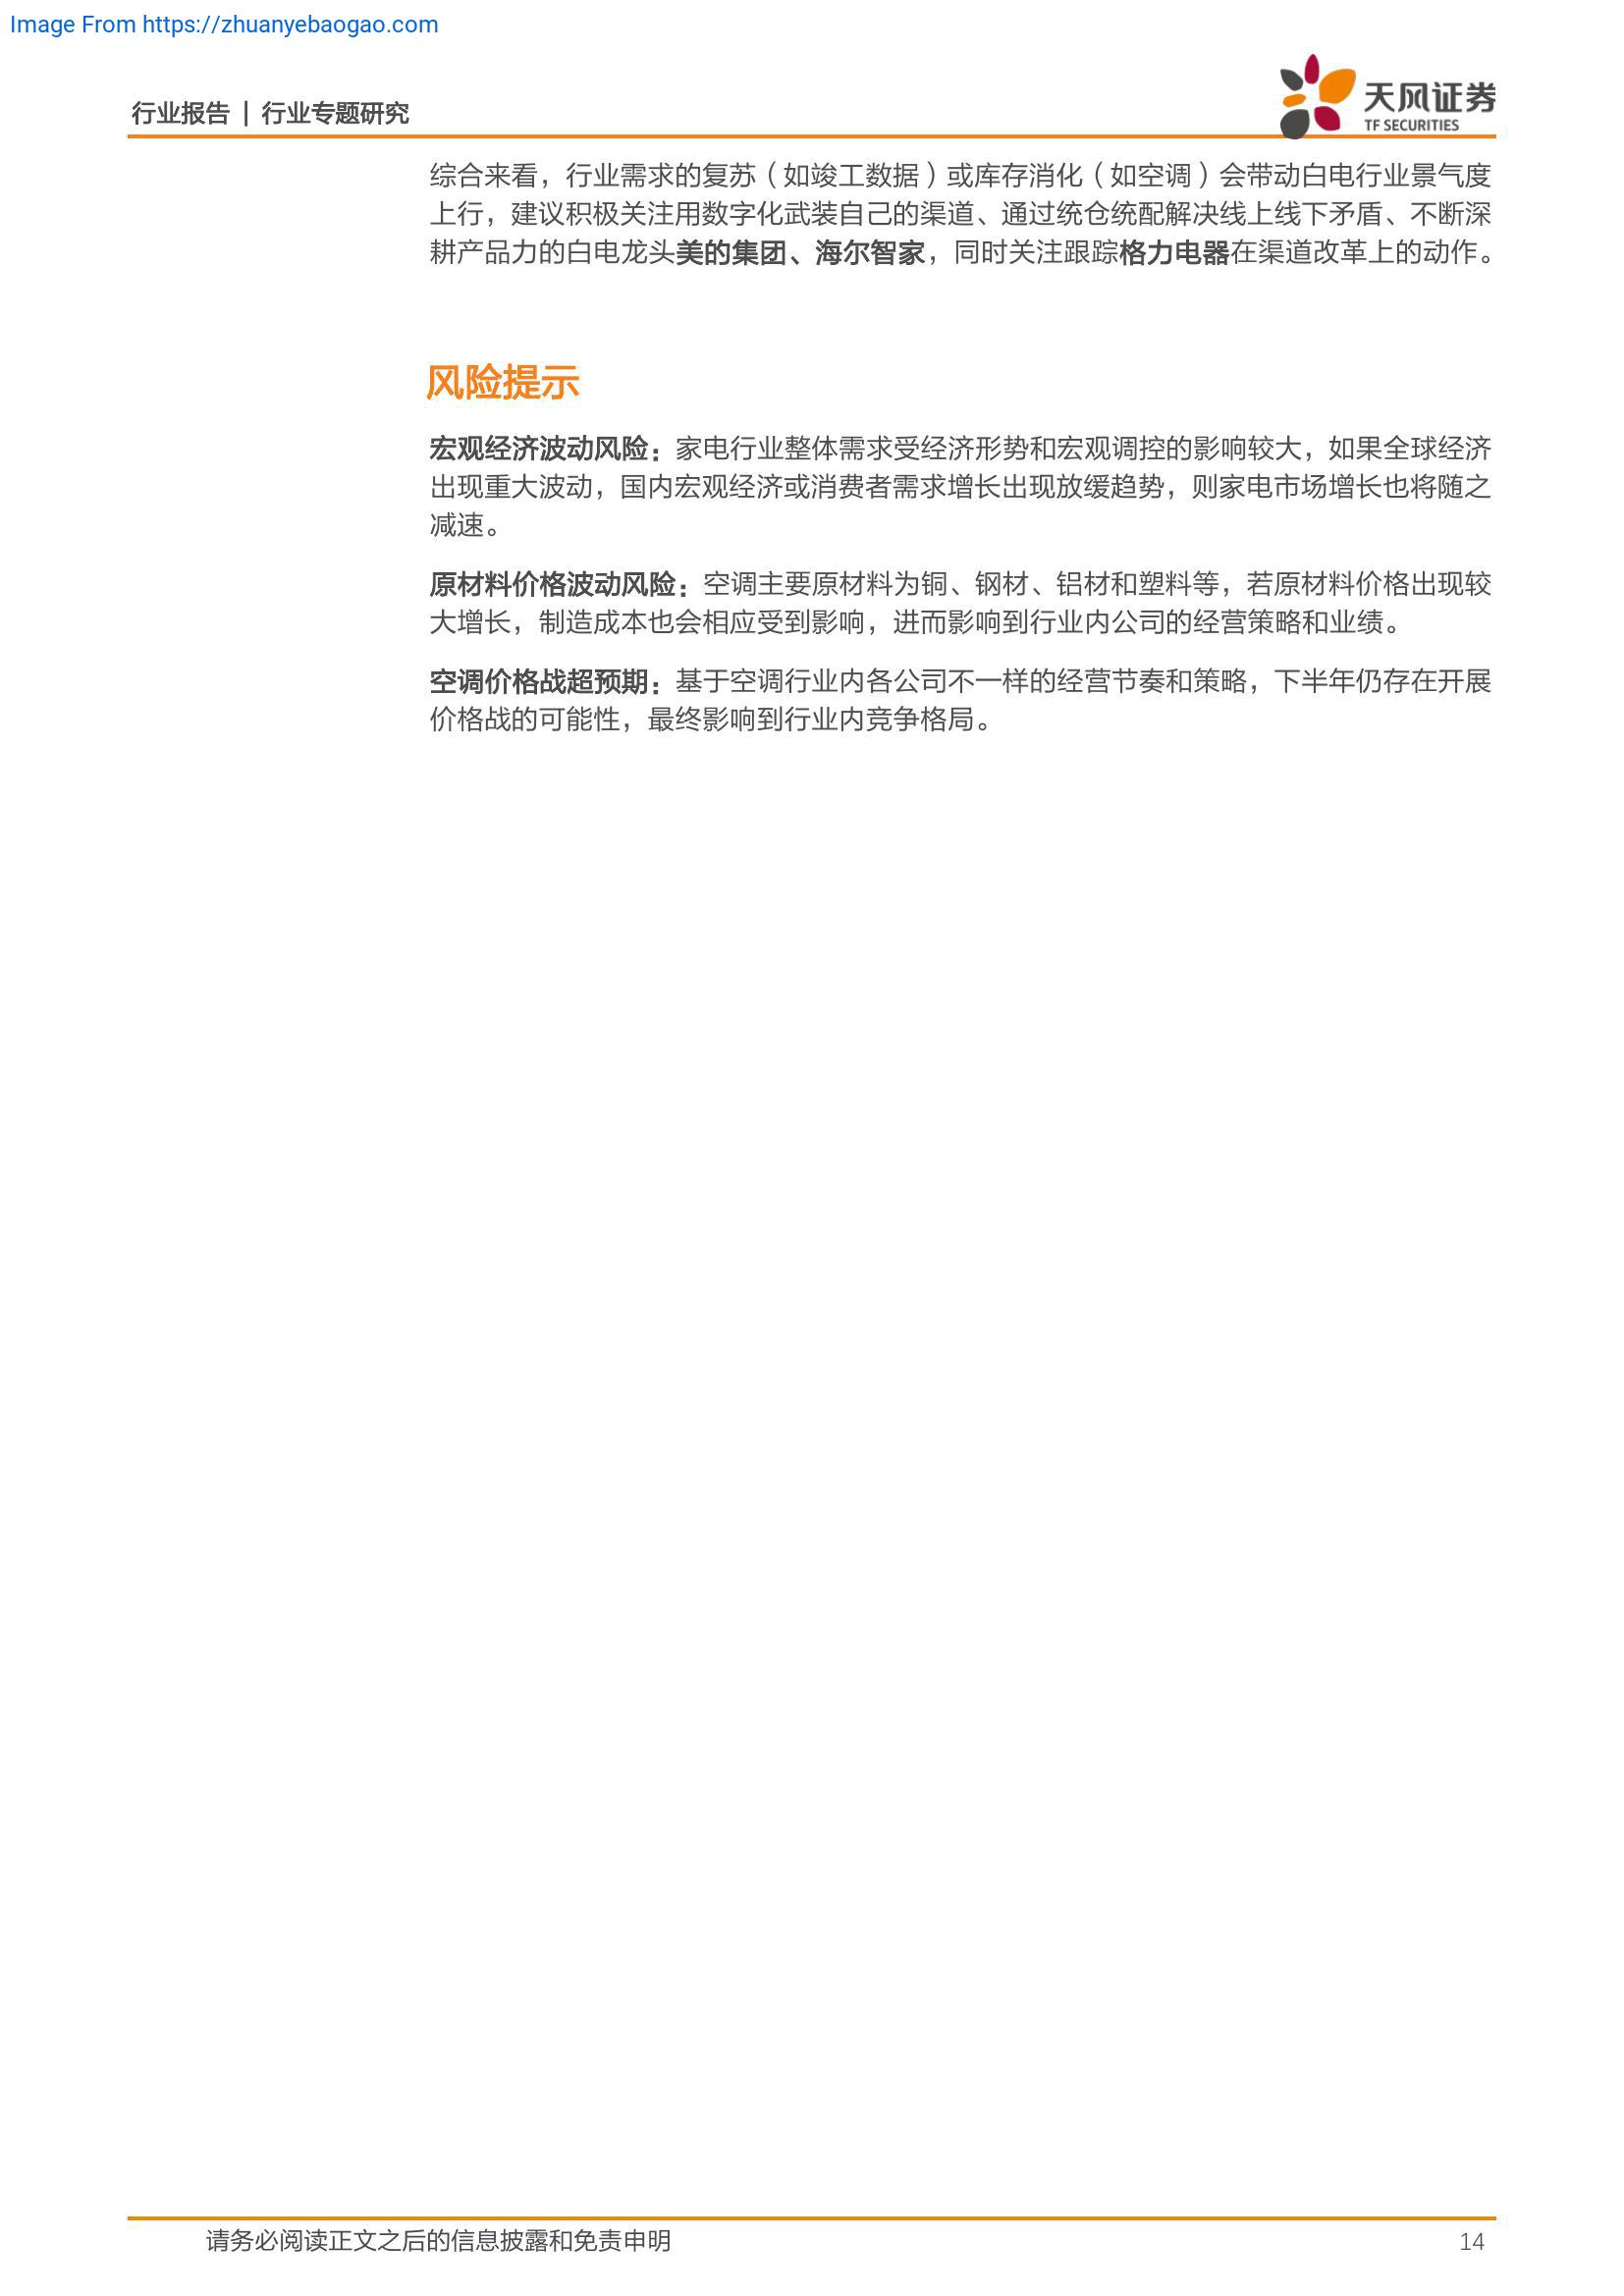 Image From https://zhuanyebaogao.com
行业报告 | 行业专题研究
天风证券
TF SECURITIES
综合来看，行业需求的复苏（如竣工数据）或库存消化（如空调）会带动白电行业景气度
上行，建议积极关注用数字化武装自己的渠道、通过统仓统配解决线上线下矛盾、不断深
耕产品力的白电龙头美的集团、海尔智家，同时关注跟踪格力电器在渠道改革上的动作。
风险提示
宏观经济波动风险：家电行业整体需求受经济形势和宏观调控的影响较大，如果全球经济
出现重大波动，国内宏观经济或消费者需求增长出现放缓趋势，则家电市场增长也将随之
减速。
原材料价格波动风险：空调主要原材料为铜、钢材、铝材和塑料等，若原材料价格出现较
大增长，制造成本也会相应受到影响，进而影响到行业内公司的经营策略和业绩。
空调价格战超预期：基于空调行业内各公司不一样的经营节奏和策略，下半年仍存在开展
价格战的可能性，最终影响到行业内竞争格局。
请务必阅读正文之后的信息披露和免责申明
14